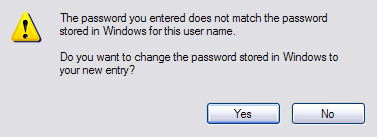 The password you entered does not match the password
stored in Windows for this user name.
Do you want to change the password stored in Windows to
your new entry?
Yes
No